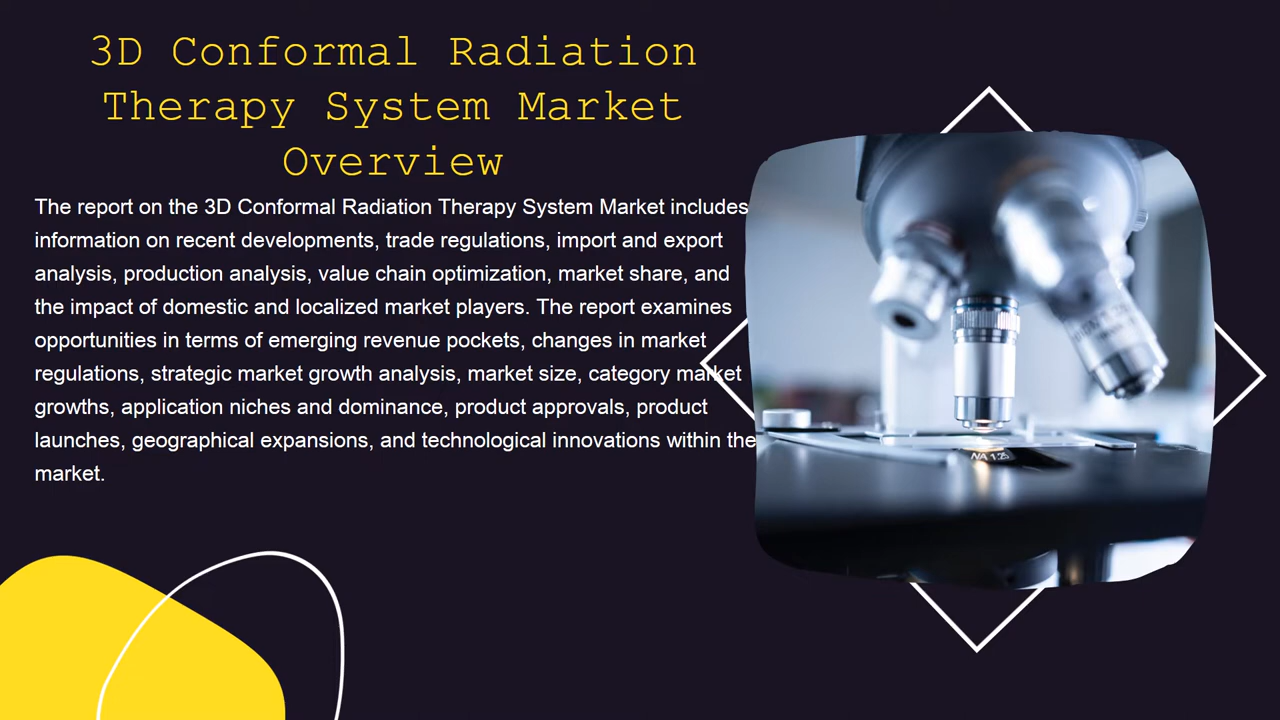 3D Conformal Radiation
Therapy System Market
Overview
The report on the 3D Conformal Radiation Therapy System Market includes
information on recent developments, trade regulations, import and export
analysis, production analysis, value chain optimization, market share, and
the impact of domestic and localized market players. The report examines
opportunities in terms of emerging revenue pockets, changes in market
regulations, strategic market growth analysis, market size, category market
growths, application niches and dominance, product approvals, product
launches, geographical expansions, and technological innovations within the
market.
NA 1.25